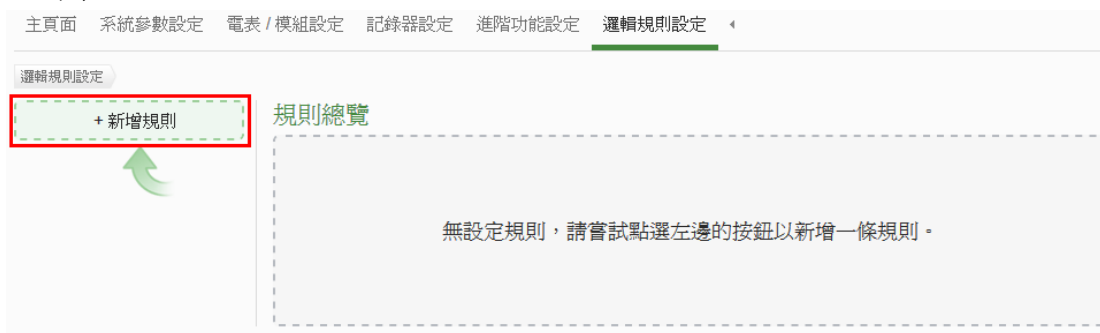 主頁面 系統參數設定 電表 / 模組設定 記錄器設定 進階功能設定 邏輯規則設定
邏輯規則設定
+ 新增規則
規則總覽
無設定規則，請嘗試點選左邊的按鈕以新增一條規則。